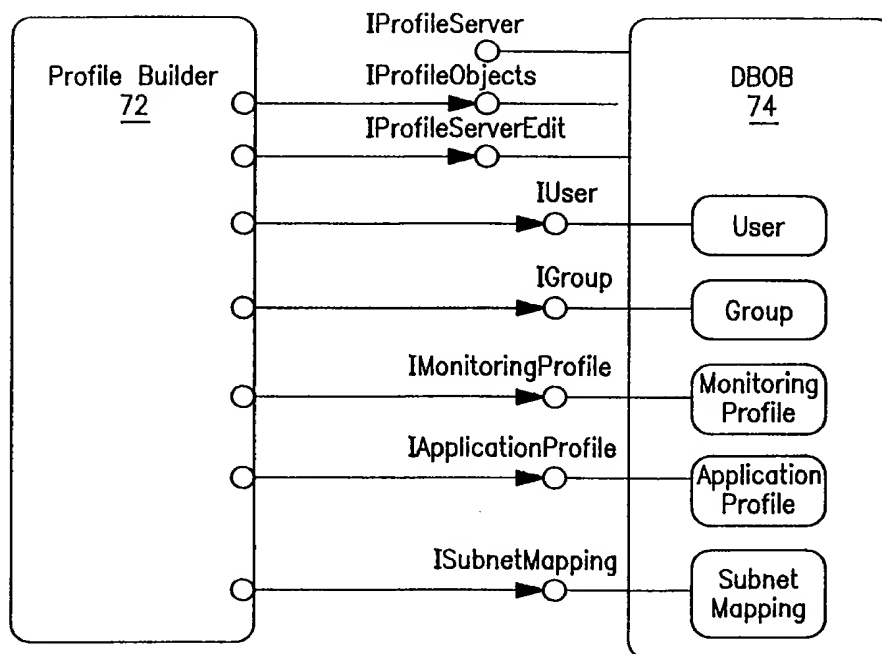 IProfileServer
Profile Builder
72
IProfileObjects
DBOB
74
IProfileServerEdit
IUser
User
IGroup
Group
IMonitoringProfile
Monitoring
Profile
IApplicationProfile
Application
Profile
ISubnetMapping
Subnet
Mapping